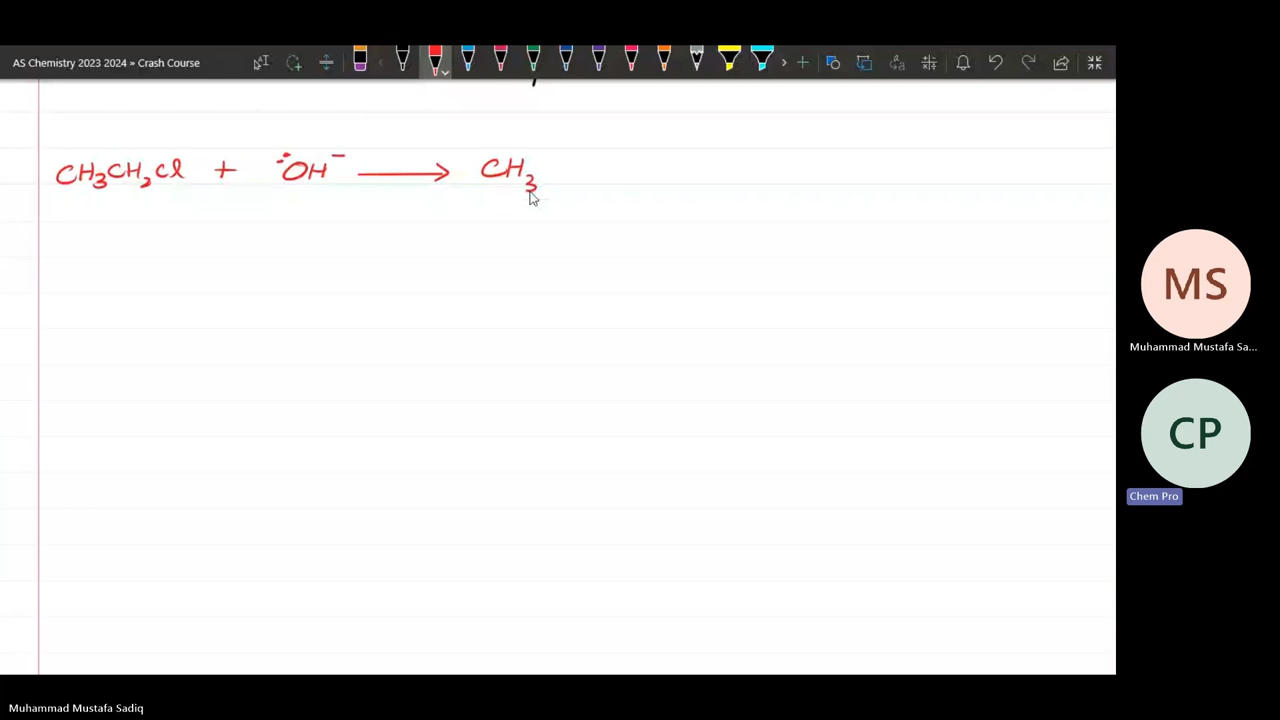 AS Chemistry 2023 2024 » Crash Course
CH₃CH₂Cl + :OH⁻ ⟶ CH₃
MS
Muhammad Mustafa Sa...
CP
Chem Pro
Muhammad Mustafa Sadiq